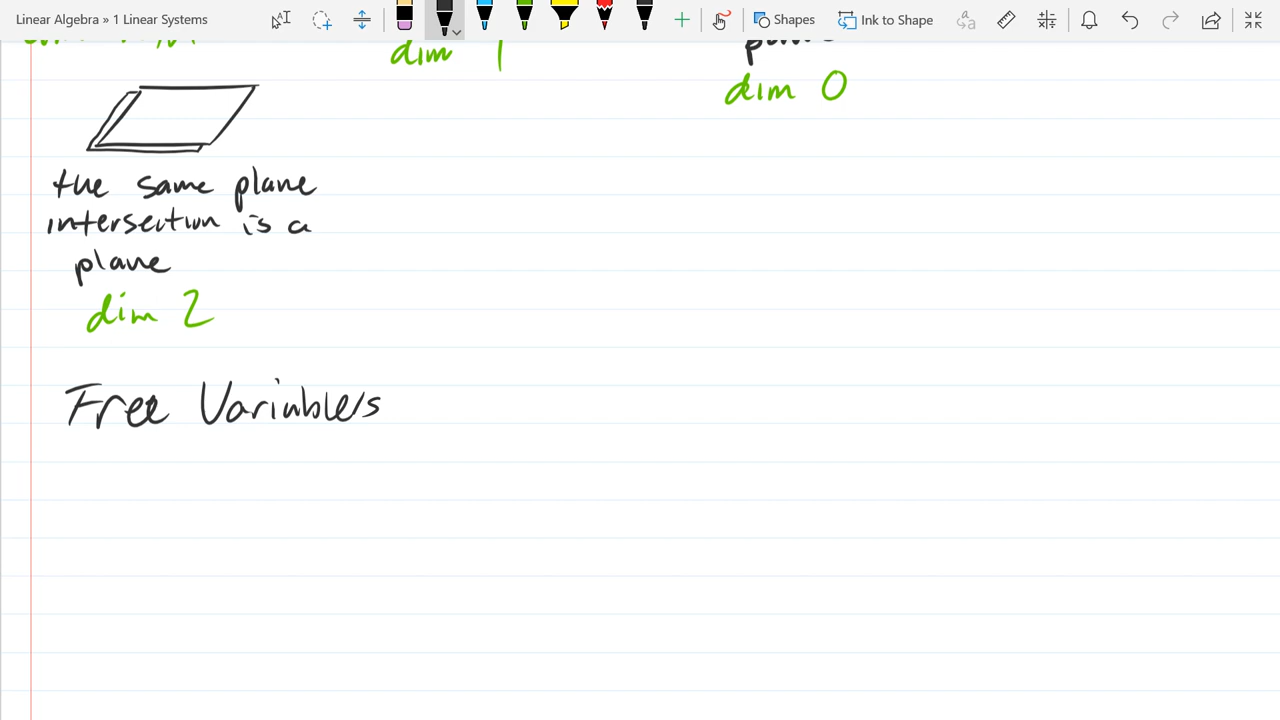 Linear Algebra » 1 Linear Systems
Shapes
Ink to Shape
dim 1
dim 0
the same plane
intersection is a
plane
dim 2
Free Variables